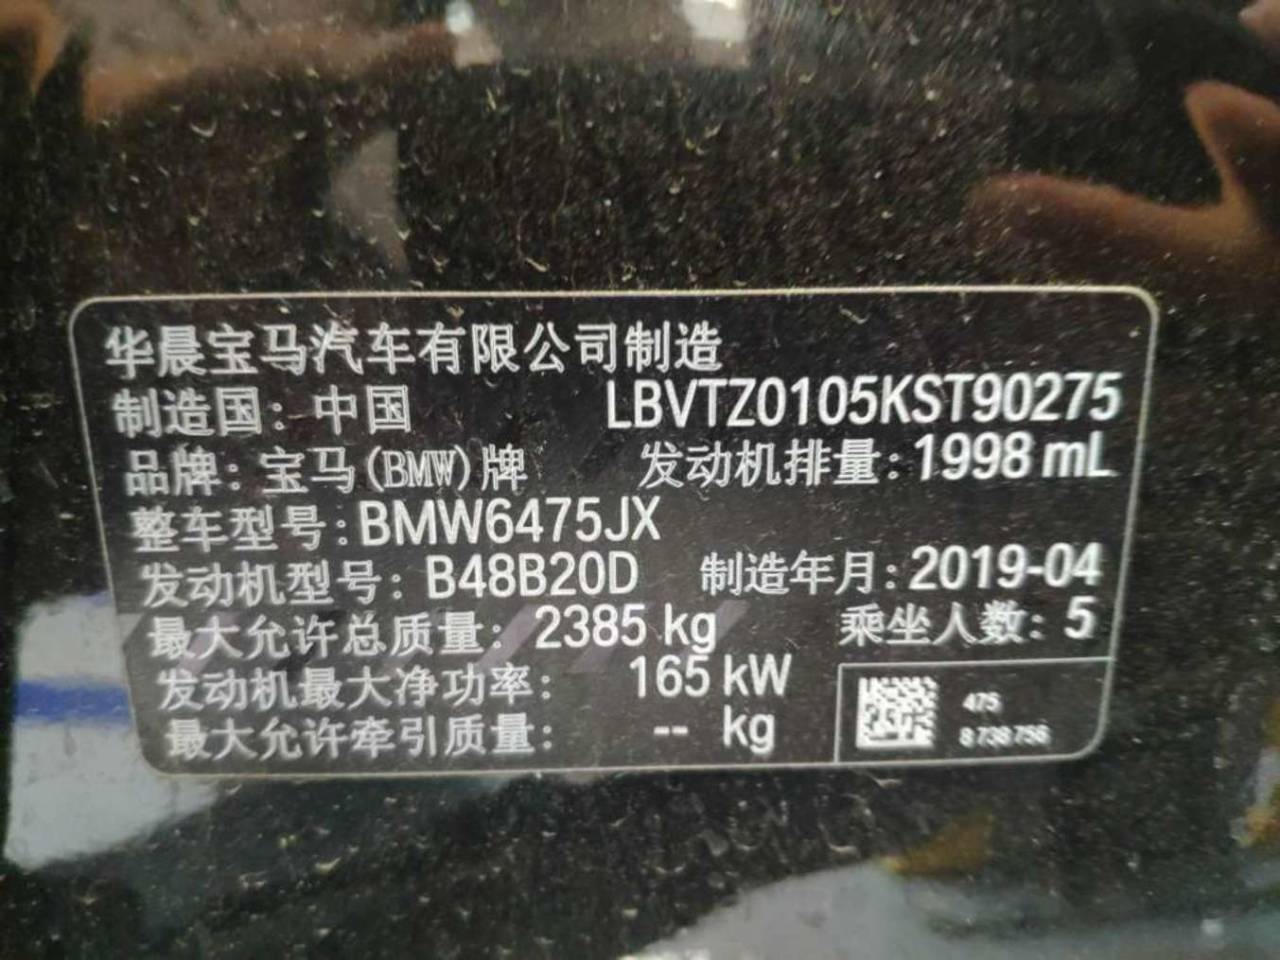 华晨宝马汽车有限公司制造
制造国：中国 LBVTZ0105KST90275
品牌：宝马(BMW)牌 发动机排量：1998 mL
整车型号：BMW6475JX
发动机型号：B48B20D 制造年月：2019-04
最大允许总质量：2385 kg 乘坐人数：5
发动机最大净功率：165 kW
最大允许牵引质量：-- kg
475
8738756